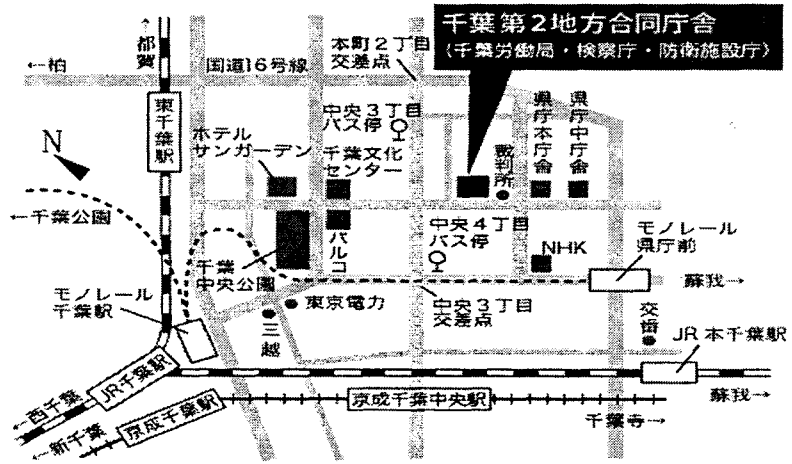 千葉第2地方合同庁舎
(千葉労働局・検察庁・防衛施設庁)
↑都賀
←柏
国道16号線
本町2丁目
交差点
東千葉駅
中央3丁目
バス停
県庁本庁舎
県庁中庁舎
N
ホテル
サンガーデン
千葉文化
センター
裁判所
←千葉公園
パルコ
中央4丁目
バス停
NHK
モノレール
県庁前
千葉
中央公園
蘇我→
モノレール
千葉駅
東京電力
三越
中央3丁目
交差点
交番
JR本千葉駅
JR千葉駅
←西千葉
蘇我→
京成千葉駅
京成千葉中央駅
←新千葉
千葉寺→